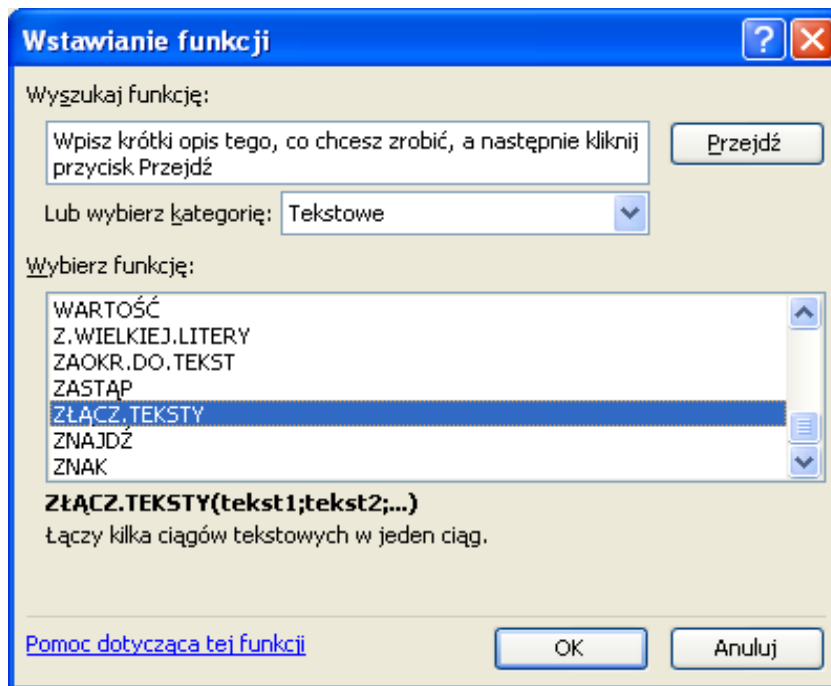 Wstawianie funkcji
Wyszukaj funkcję:
Wpisz krótki opis tego, co chcesz zrobić, a następnie kliknij
przycisk Przejdź
Przejdź
Lub wybierz kategorię: Tekstowe
Wybierz funkcję:
WARTOŚĆ
Z.WIELKIEJ.LITERY
ZAOKR.DO.TEKST
ZASTĄP
ZŁĄCZ.TEKSTY
ZNAJDŹ
ZNAK
ZŁĄCZ.TEKSTY(tekst1;tekst2;...)
Łączy kilka ciągów tekstowych w jeden ciąg.
Pomoc dotycząca tej funkcji
OK
Anuluj